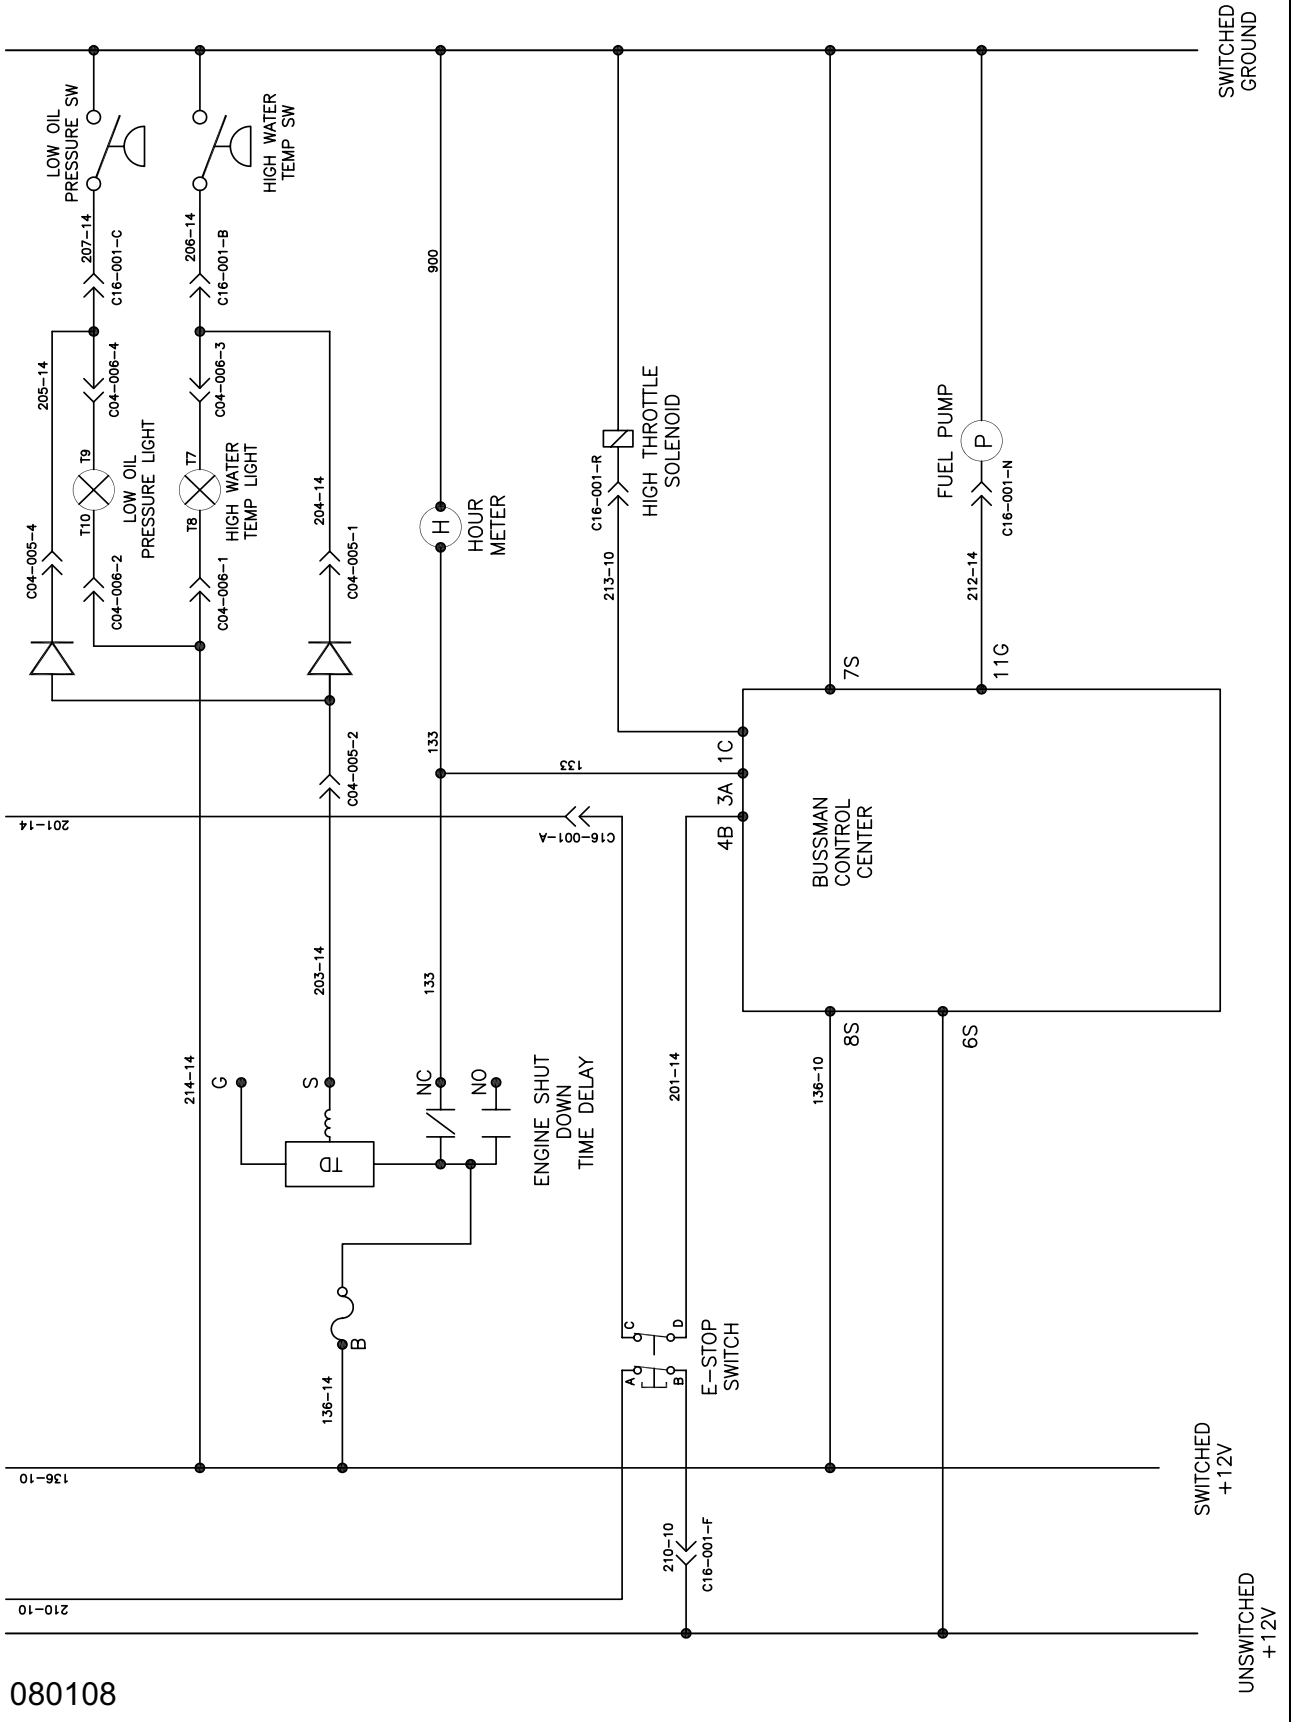 SWITCHED
GROUND
LOW OIL
PRESSURE SW
HIGH WATER
TEMP SW
207-14
C16-001-C
206-14
C16-001-B
900
205-14
C04-006-4
C04-006-3
T9
LOW OIL
PRESSURE LIGHT
T10
T7
HIGH WATER
TEMP LIGHT
T8
204-14
C04-005-4
C04-006-2
C04-006-1
C04-005-1
H
HOUR
METER
C16-001-R
HIGH THROTTLE
SOLENOID
213-10
FUEL PUMP
P
C16-001-N
212-14
7S
11G
133
133
1C
3A
4B
C04-005-2
201-14
C16-001-A
BUSSMAN
CONTROL
CENTER
203-14
133
214-14
G
S
NC
NO
TD
ENGINE SHUT
DOWN
TIME DELAY
201-14
136-10
8S
6S
B
136-14
C
D
A
B
E-STOP
SWITCH
136-10
SWITCHED
+12V
210-10
C16-001-F
210-10
UNSWITCHED
+12V
080108